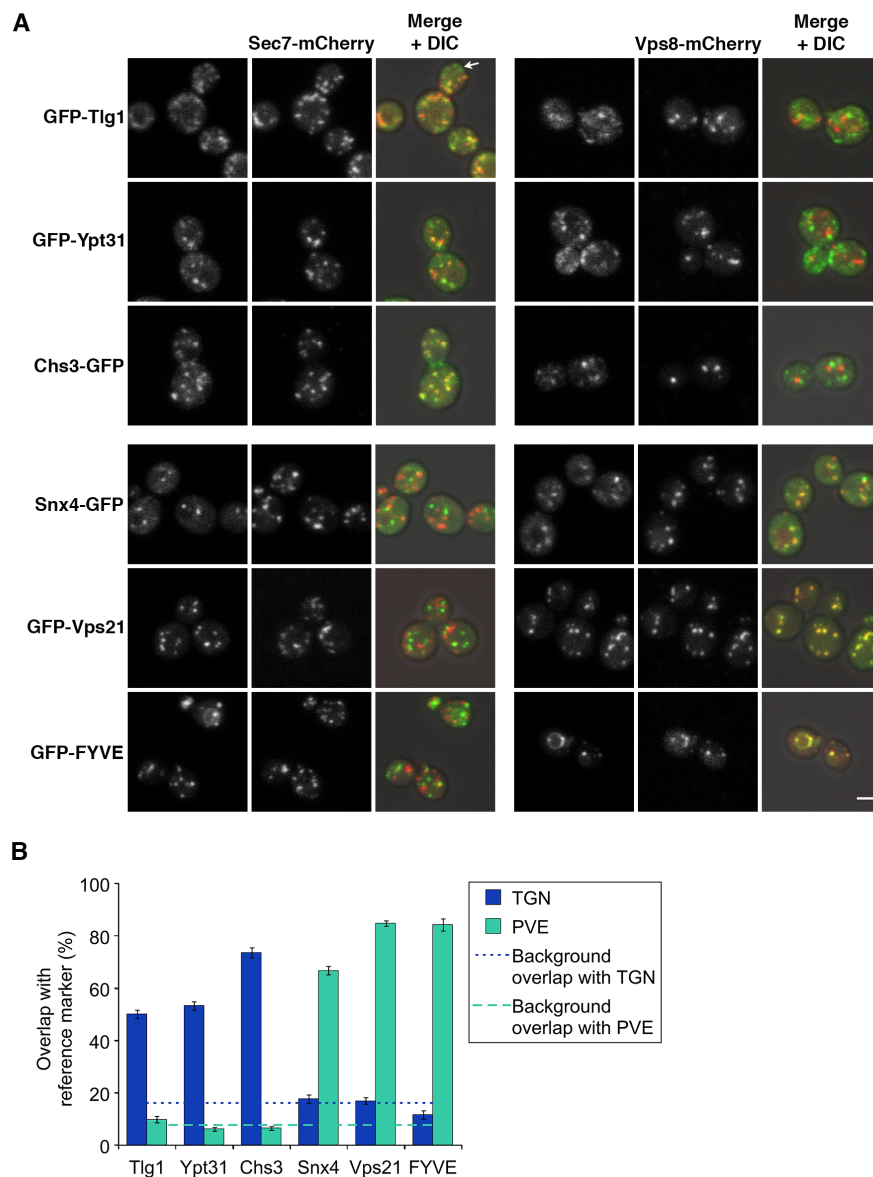 A
Sec7-mCherry
Merge
+ DIC
Vps8-mCherry
Merge
+ DIC
GFP-Tlg1
GFP-Ypt31
Chs3-GFP
Snx4-GFP
GFP-Vps21
GFP-FYVE
B
Overlap with
reference marker (%)
100
80
60
40
20
0
Tlg1 Ypt31 Chs3 Snx4 Vps21 FYVE
TGN
PVE
Background
overlap with TGN
Background
overlap with PVE